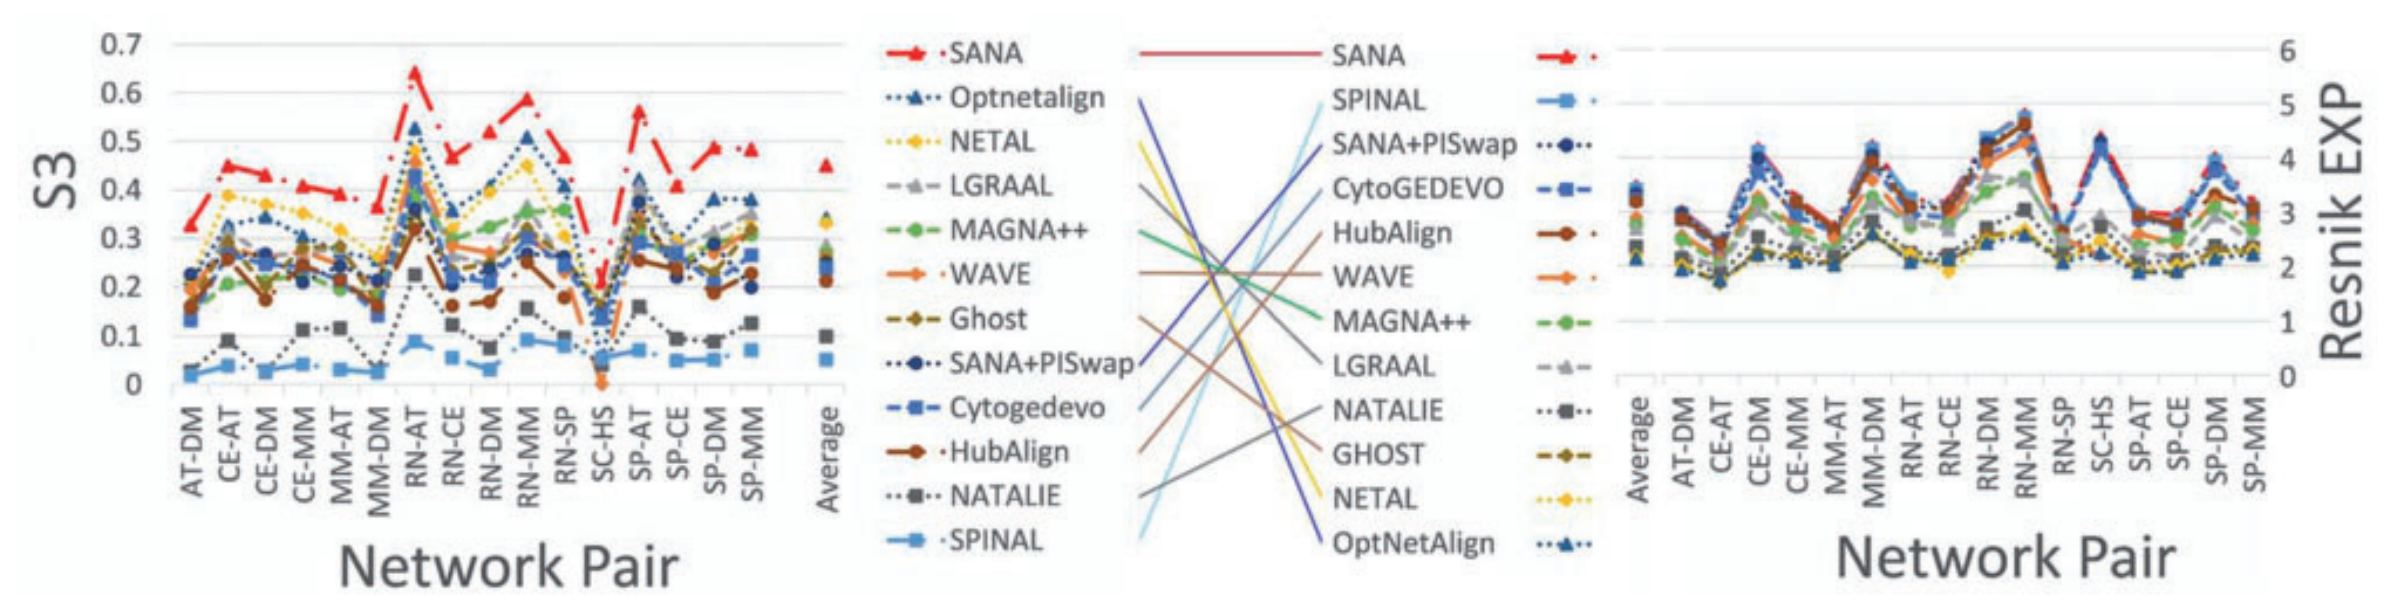 S3
0.7
0.6
0.5
0.4
0.3
0.2
0.1
0
AT-DM
CE-AT
CE-DM
CE-MM
MM-AT
MM-DM
RN-AT
RN-CE
RN-DM
RN-MM
RN-SP
SC-HS
SP-AT
SP-CE
SP-DM
SP-MM
Average
Network Pair
SANA
Optnetalign
NETAL
LGRAAL
MAGNA++
WAVE
Ghost
SANA+PISwap
Cytogedevo
HubAlign
NATALIE
SPINAL
SANA
SPINAL
SANA+PISwap
CytoGEDEVO
HubAlign
WAVE
MAGNA++
LGRAAL
NATALIE
GHOST
NETAL
OptNetAlign
Average
AT-DM
CE-AT
CE-DM
CE-MM
MM-AT
MM-DM
RN-AT
RN-CE
RN-DM
RN-MM
RN-SP
SC-HS
SP-AT
SP-CE
SP-DM
SP-MM
Network Pair
6
5
4
3
2
1
0
Resnik EXP